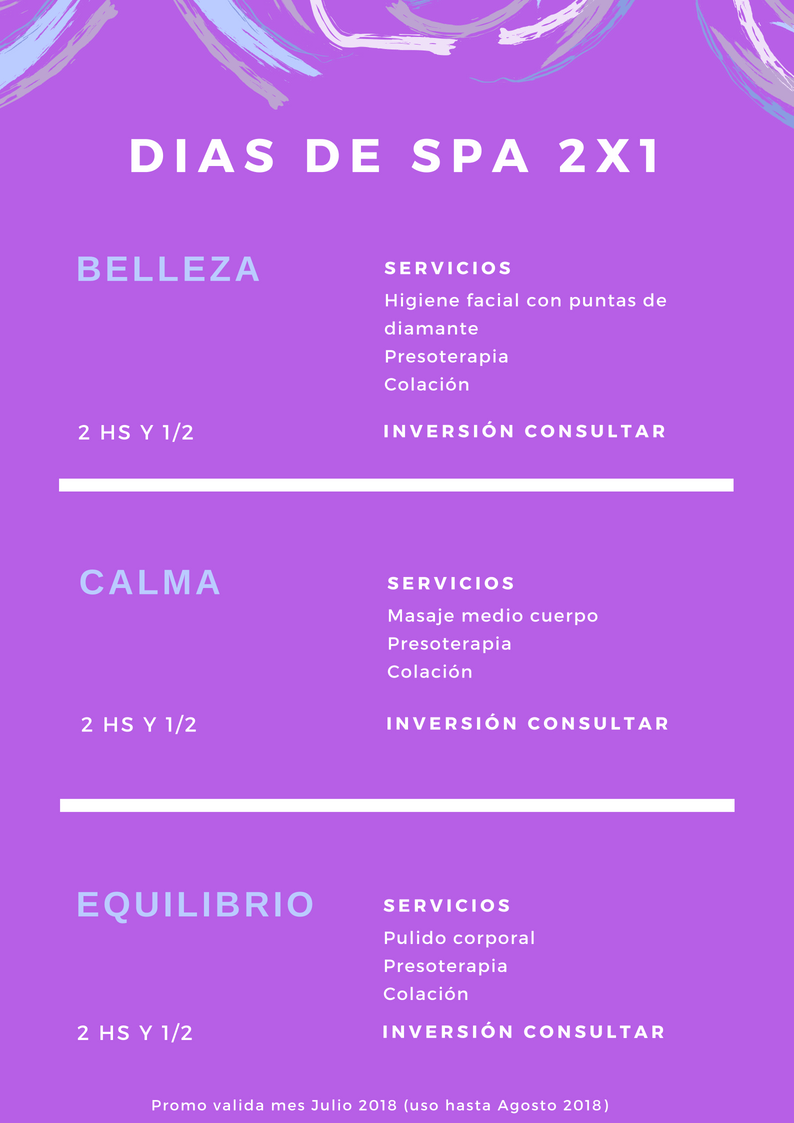 DIAS DE SPA 2X1
BELLEZA
SERVICIOS
Higiene facial con puntas de
diamante
Presoterapia
Colación
2 HS Y 1/2
INVERSIÓN CONSULTAR
CALMA
SERVICIOS
Masaje medio cuerpo
Presoterapia
Colación
2 HS Y 1/2
INVERSIÓN CONSULTAR
EQUILIBRIO
SERVICIOS
Pulido corporal
Presoterapia
Colación
2 HS Y 1/2
INVERSIÓN CONSULTAR
Promo valida mes Julio 2018 (uso hasta Agosto 2018)